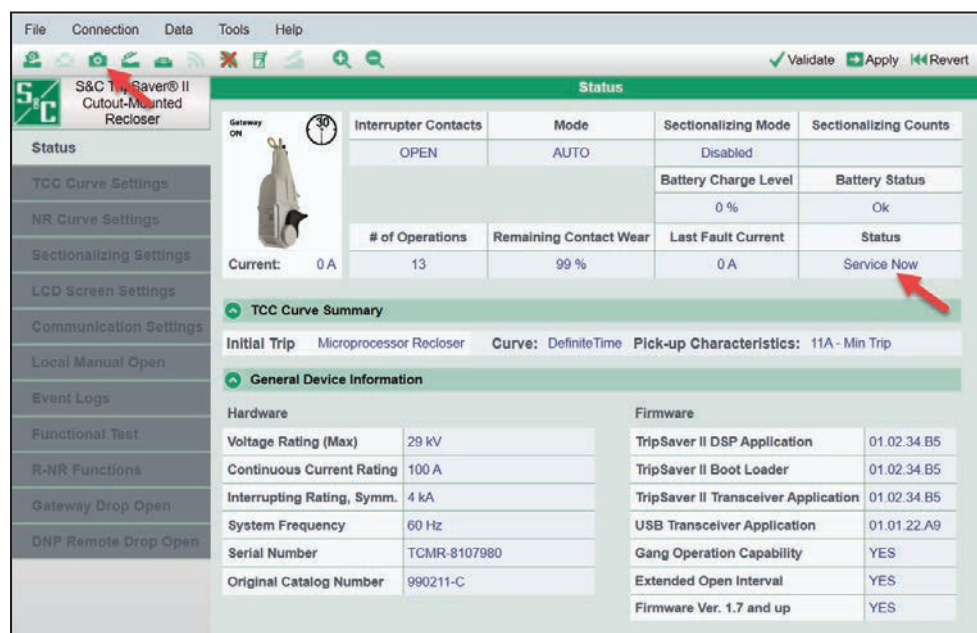 File Connection Data Tools Help
Validate Apply Revert
S&C
S&C TripSaver® II
Cutout-Mounted
Recloser
Status
TCC Curve Settings
NR Curve Settings
Sectionalizing Settings
LCD Screen Settings
Communication Settings
Local Manual Open
Event Logs
Functional Test
R-NR Functions
Gateway Drop Open
DNP Remote Drop Open
Status
Gateway
ON
30
Current: 0 A
Interrupter Contacts Mode Sectionalizing Mode Sectionalizing Counts
OPEN AUTO Disabled
Battery Charge Level Battery Status
0 % Ok
# of Operations Remaining Contact Wear Last Fault Current Status
13 99 % 0 A Service Now
TCC Curve Summary
Initial Trip Microprocessor Recloser Curve: DefiniteTime Pick-up Characteristics: 11A - Min Trip
General Device Information
Hardware
Voltage Rating (Max) 29 kV
Continuous Current Rating 100 A
Interrupting Rating, Symm. 4 kA
System Frequency 60 Hz
Serial Number TCMR-8107980
Original Catalog Number 990211-C
Firmware
TripSaver II DSP Application 01.02.34.B5
TripSaver II Boot Loader 01.02.34.B5
TripSaver II Transceiver Application 01.02.34.B5
USB Transceiver Application 01.01.22.A9
Gang Operation Capability YES
Extended Open Interval YES
Firmware Ver. 1.7 and up YES